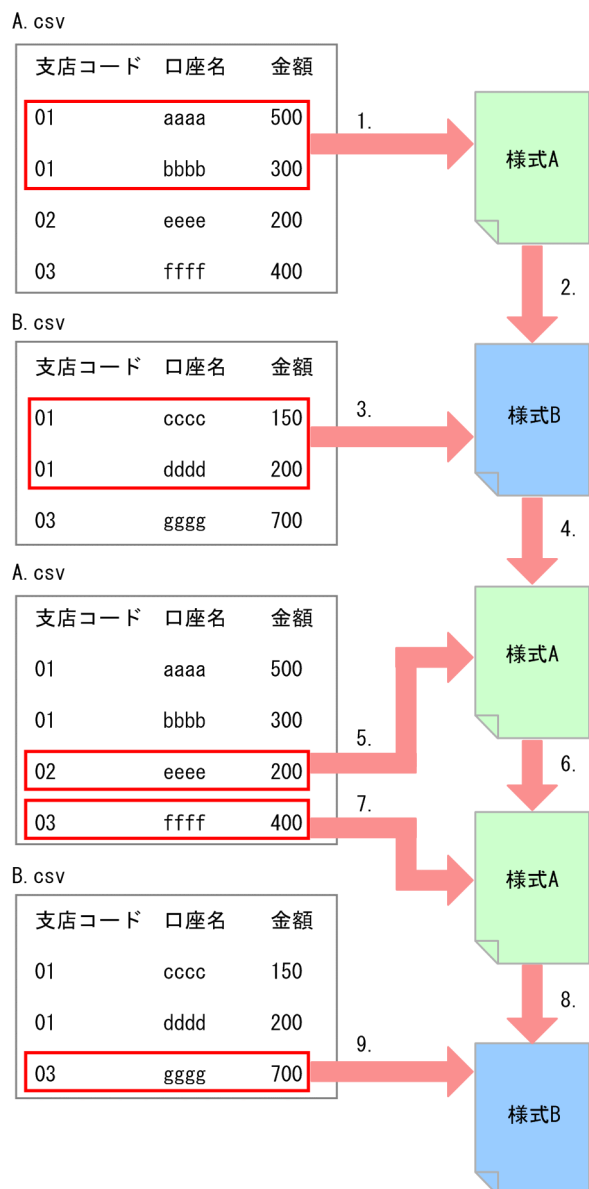 A.csv
支店コード 口座名 金額
01 aaaa 500
01 bbbb 300
02 eeee 200
03 ffff 400
1.
様式A
2.
B.csv
支店コード 口座名 金額
01 cccc 150
01 dddd 200
03 gggg 700
3.
様式B
4.
A.csv
支店コード 口座名 金額
01 aaaa 500
01 bbbb 300
02 eeee 200
03 ffff 400
5.
様式A
6.
7.
様式A
8.
B.csv
支店コード 口座名 金額
01 cccc 150
01 dddd 200
03 gggg 700
9.
様式B